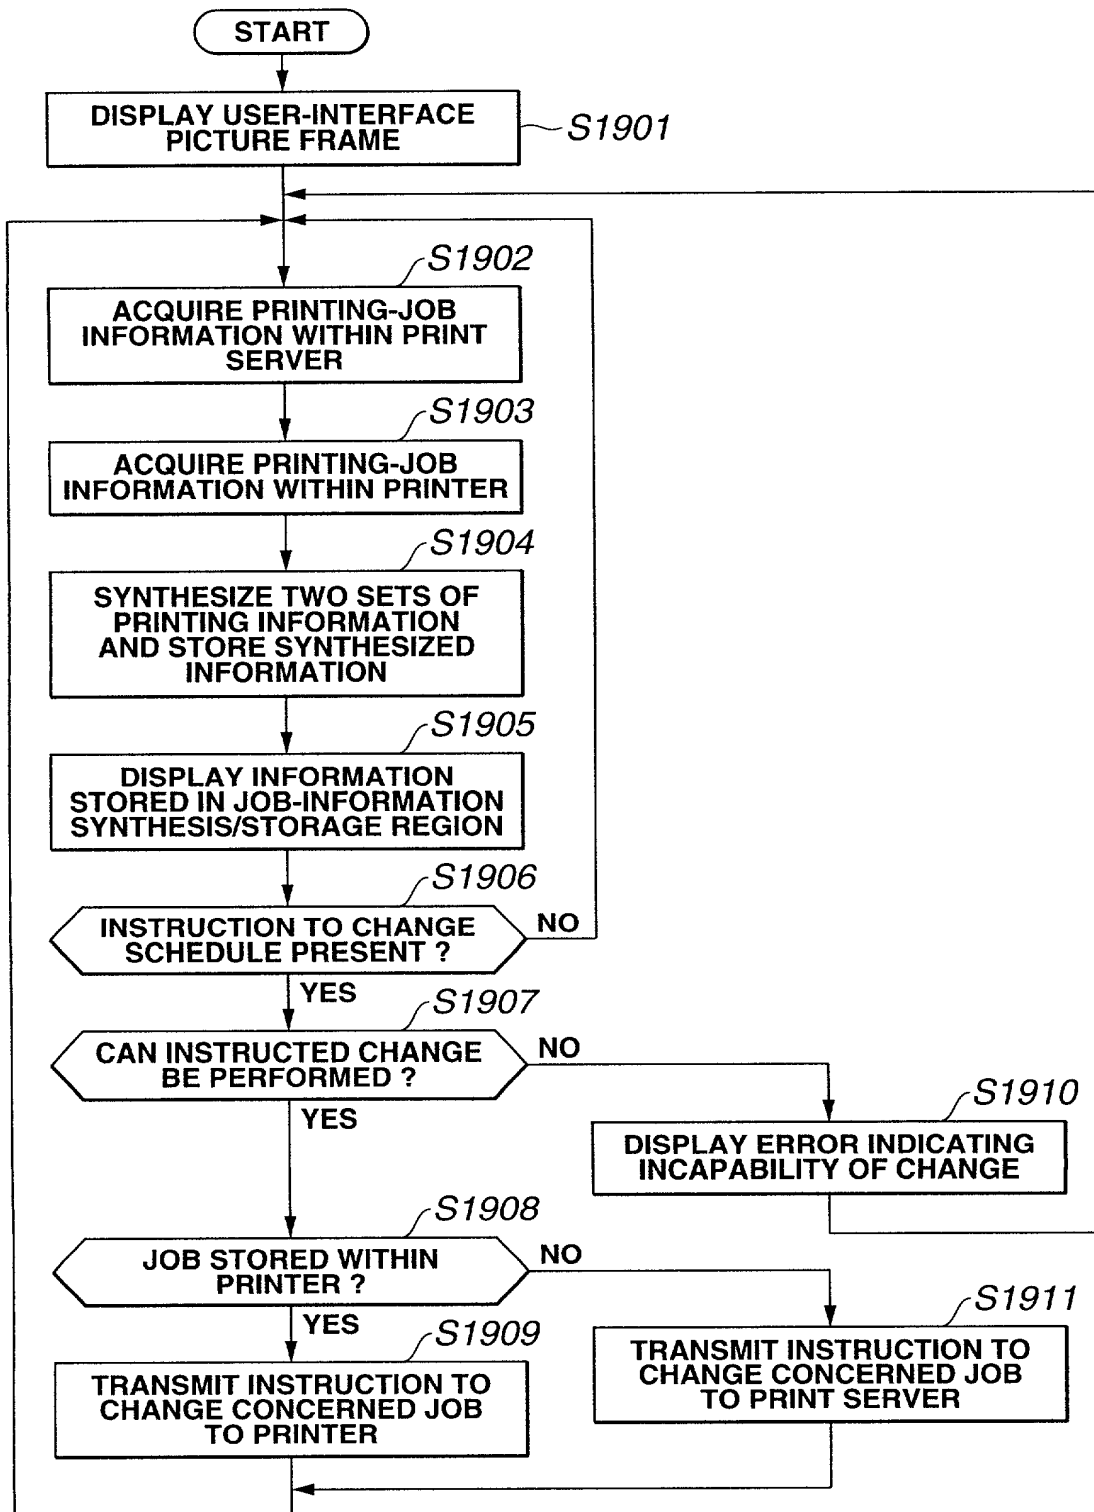 START
DISPLAY USER-INTERFACE
PICTURE FRAME
S1901
S1902
ACQUIRE PRINTING-JOB
INFORMATION WITHIN PRINT
SERVER
S1903
ACQUIRE PRINTING-JOB
INFORMATION WITHIN PRINTER
S1904
SYNTHESIZE TWO SETS OF
PRINTING INFORMATION
AND STORE SYNTHESIZED
INFORMATION
S1905
DISPLAY INFORMATION
STORED IN JOB-INFORMATION
SYNTHESIS/STORAGE REGION
S1906
INSTRUCTION TO CHANGE
SCHEDULE PRESENT ?
NO
YES
S1907
CAN INSTRUCTED CHANGE
BE PERFORMED ?
NO
YES
S1910
DISPLAY ERROR INDICATING
INCAPABILITY OF CHANGE
S1908
JOB STORED WITHIN
PRINTER ?
NO
YES
S1911
TRANSMIT INSTRUCTION TO
CHANGE CONCERNED JOB
TO PRINT SERVER
S1909
TRANSMIT INSTRUCTION TO
CHANGE CONCERNED JOB
TO PRINTER